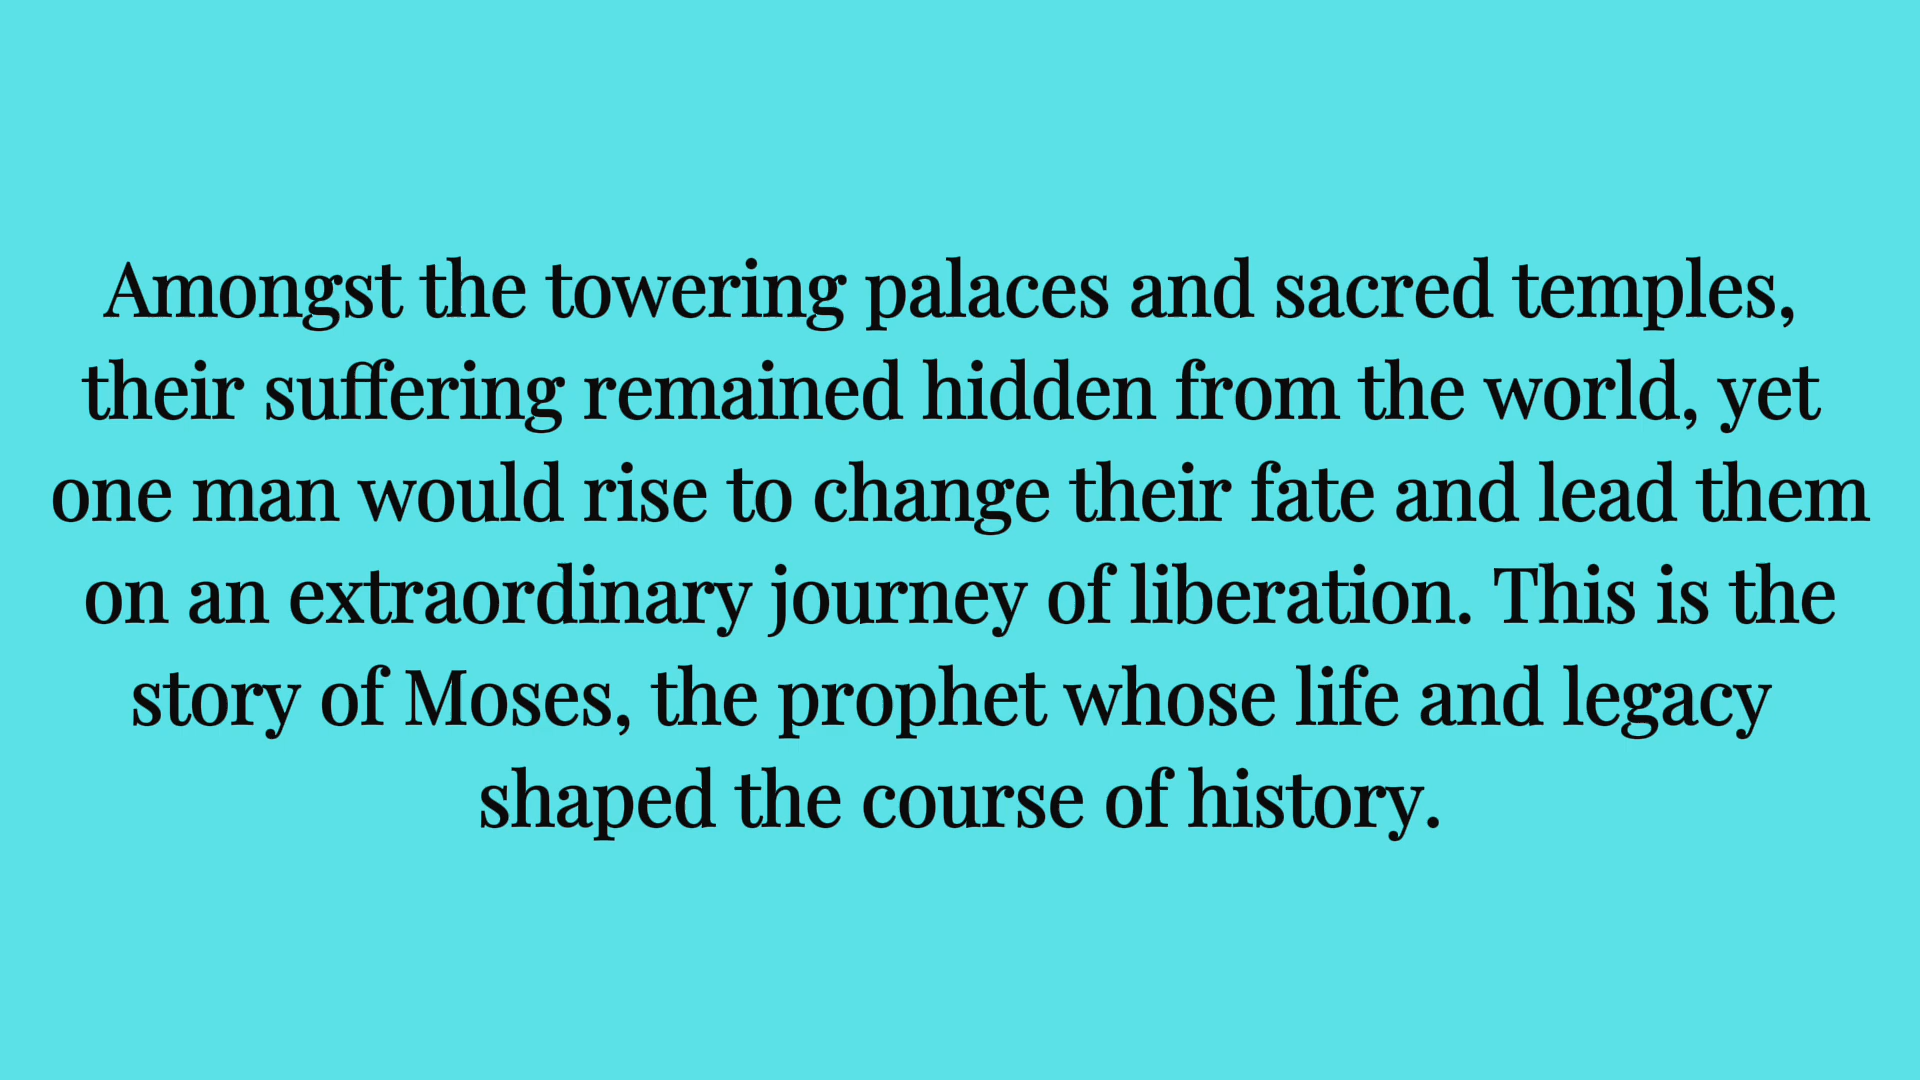 Amongst the towering palaces and sacred temples,
their suffering remained hidden from the world, yet
one man would rise to change their fate and lead them
on an extraordinary journey of liberation. This is the
story of Moses, the prophet whose life and legacy
shaped the course of history.